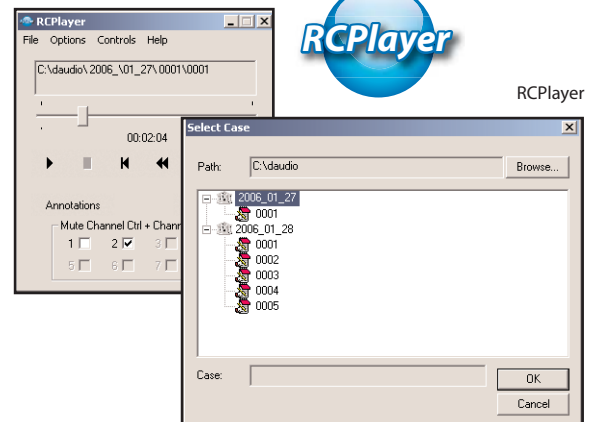 RCPlayer
File Options Controls Help
C:\daudio\ 2006_\01_27\ 0001\0001
00:02:04
Annotations
Mute Channel Ctrl + Chann
1 2 3
5 6 7
RCPlayer
RCPlayer
Select Case
Path: C:\daudio Browse...
2006_01_27
0001
2006_01_28
0001
0002
0003
0004
0005
Case: OK
Cancel